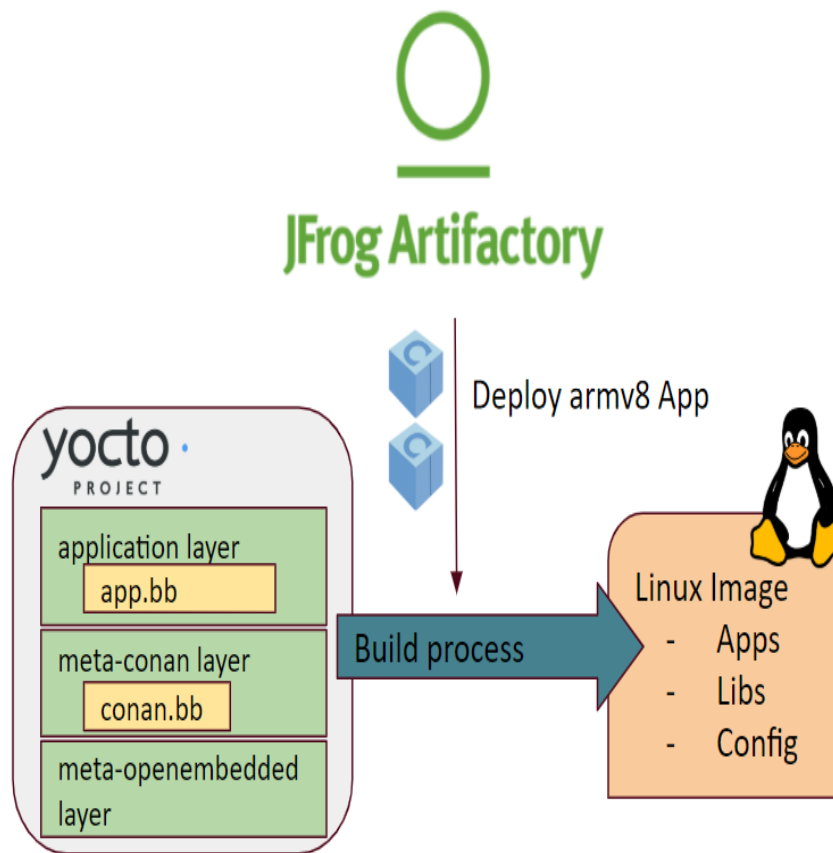 JFrog Artifactory
Deploy armv8 App
yocto
PROJECT
application layer
app.bb
meta-conan layer
conan.bb
meta-openembedded
layer
Build process
Linux Image
- Apps
- Libs
- Config